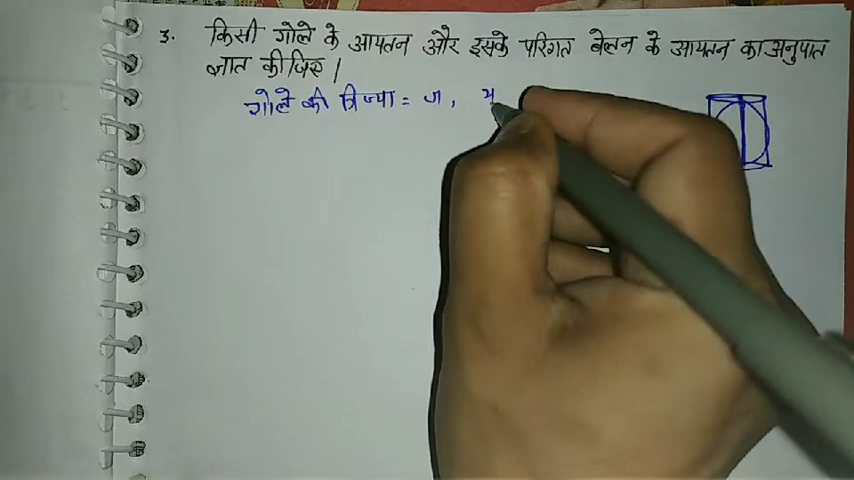 3. किसी गोले के आयतन और इसके परिगत बेलन के आयतन का अनुपात
ज्ञात कीजिए।
गोले की त्रिज्या = r,